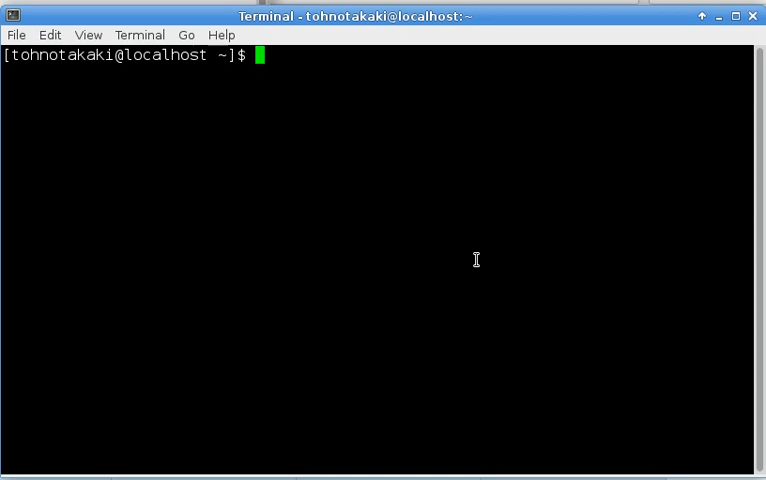 Terminal - tohnotakaki@localhost:~
File Edit View Terminal Go Help
[tohnotakaki@localhost ~]$